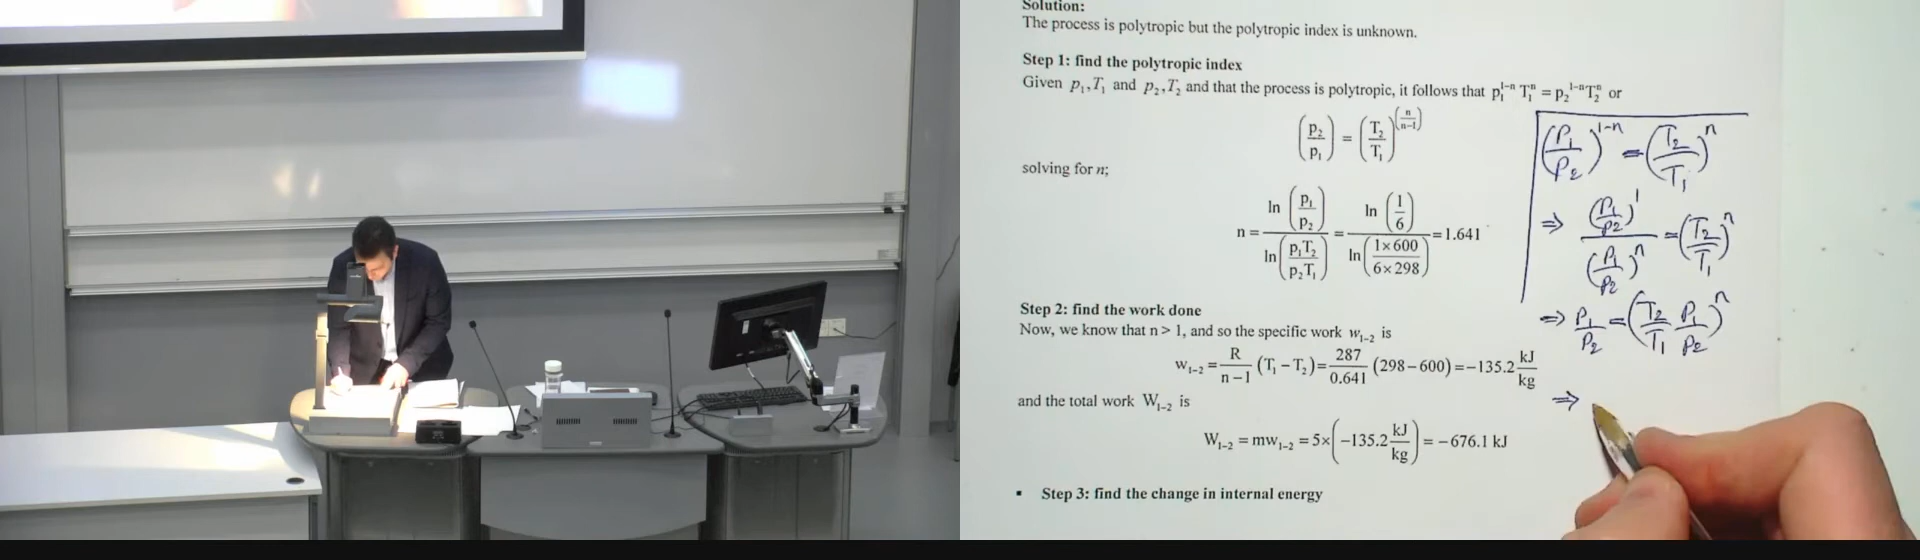 Solution:
The process is polytropic but the polytropic index is unknown.
Step 1: find the polytropic index
Given p₁,T₁ and p₂,T₂ and that the process is polytropic, it follows that p₁¹⁻ⁿ T₁ⁿ = p₂¹⁻ⁿ T₂ⁿ or
(p₂/p₁) = (T₂/T₁)^(n/(n-1))
solving for n;
n = ln(p₁/p₂) / ln(p₁T₂/p₂T₁) = ln(1/6) / ln(1×600/6×298) = 1.641
Step 2: find the work done
Now, we know that n > 1, and so the specific work w₁₋₂ is
w₁₋₂ = R/(n−1) (T₁ − T₂) = 287/0.641 (298 − 600) = −135.2 kJ/kg
and the total work W₁₋₂ is
W₁₋₂ = mw₁₋₂ = 5×(−135.2 kJ/kg) = −676.1 kJ
▪ Step 3: find the change in internal energy
(P₁/P₂)^(1-n) = (T₂/T₁)^n
⇒ (P₁/P₂)^1 / (P₁/P₂)^n = (T₂/T₁)^n
⇒ P₁/P₂ = (T₂/T₁ P₁/P₂)^n
⇒